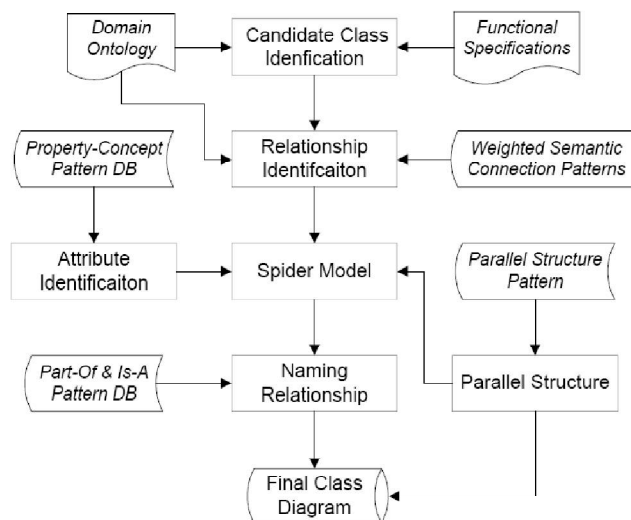 Domain
Ontology
Candidate Class
Idenfication
Functional
Specifications
Property-Concept
Pattern DB
Relationship
Identifcaiton
Weighted Semantic
Connection Patterns
Attribute
Identificaiton
Spider Model
Parallel Structure
Pattern
Part-Of & Is-A
Pattern DB
Naming
Relationship
Parallel Structure
Final Class
Diagram